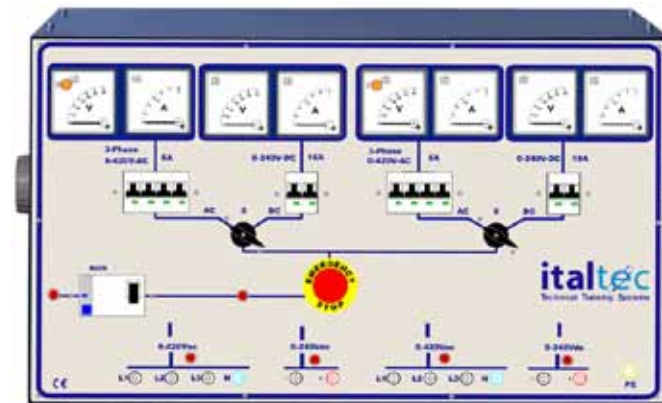 V A V A V A V A
3-Phase
0-420V-AC 5A
0-240V-DC 10A
3-Phase
0-420V-AC 5A
0-240V-DC 10A
AC 0 DC
AC 0 DC
MAIN
EMERGENCY
STOP
italtec
Technical Training Systems
0-420Vac
0-240Vdc
0-420Vac
0-240Vdc
L1 L2 L3 N - + L1 L2 L3 N - +
CE
PE